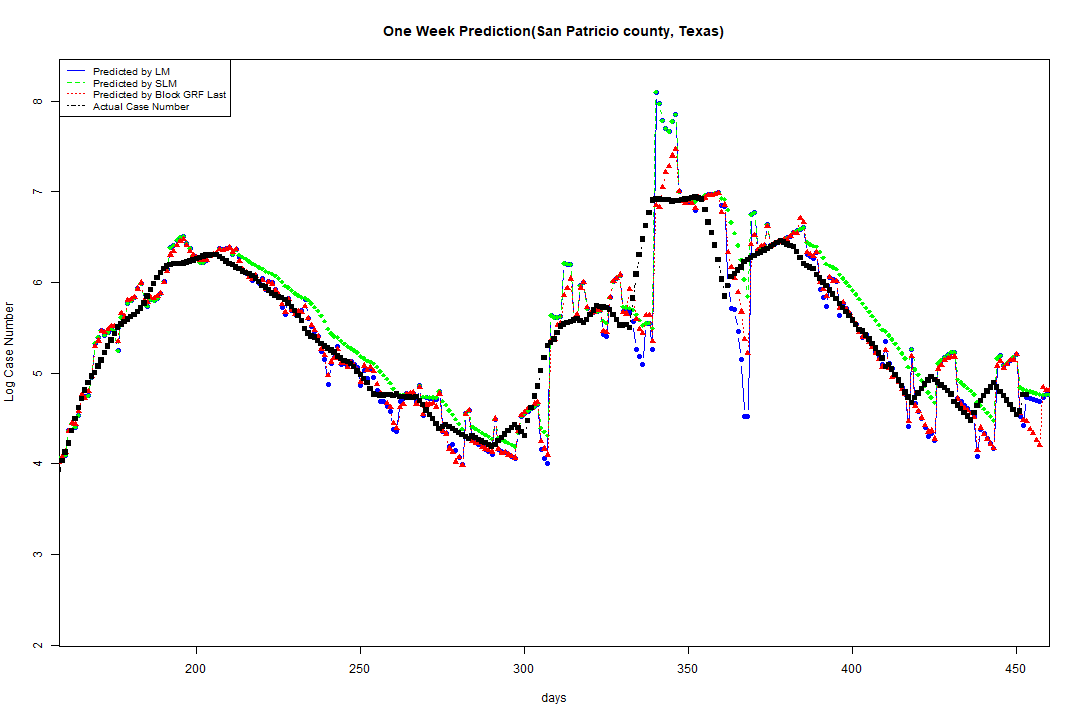 One Week Prediction(San Patricio county, Texas)
Predicted by LM
Predicted by SLM
Predicted by Block GRF Last
Actual Case Number
Log Case Number
8
7
6
5
4
3
2
200 250 300 350 400 450
days